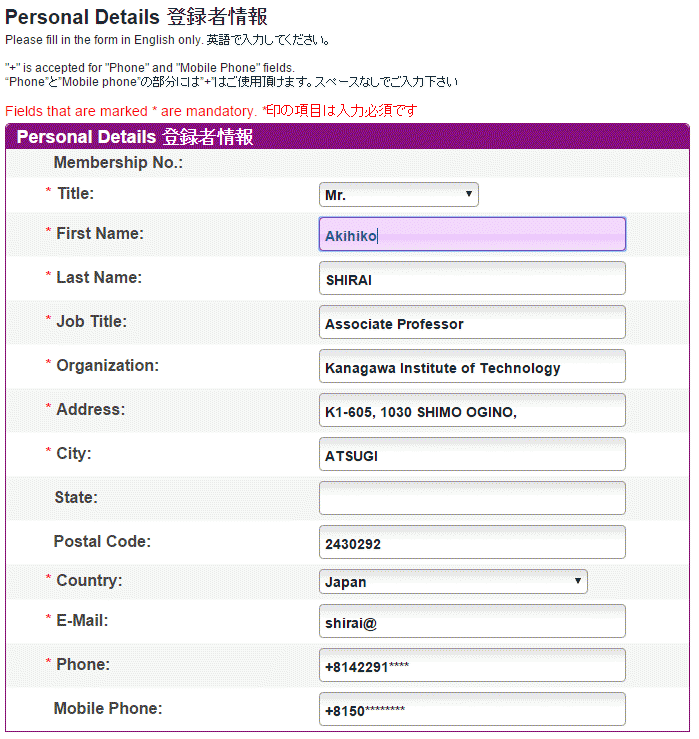 Personal Details 登録者情報
Please fill in the form in English only. 英語で入力してください。
"+" is accepted for "Phone" and "Mobile Phone" fields.
“Phone”と”Mobile phone”の部分には”+”はご使用頂けます。スペースなしでご入力下さい
Fields that are marked * are mandatory. *印の項目は入力必須です
Personal Details 登録者情報
Membership No.:
* Title: Mr.
* First Name: Akihiko
* Last Name: SHIRAI
* Job Title: Associate Professor
* Organization: Kanagawa Institute of Technology
* Address: K1-605, 1030 SHIMO OGINO,
* City: ATSUGI
State:
Postal Code: 2430292
* Country: Japan
* E-Mail: shirai@
* Phone: +8142291****
Mobile Phone: +8150********